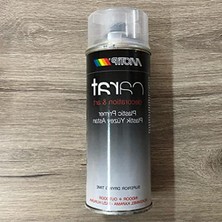 MOTIP
carat
decoration & art
Plastic Primer
Plastik Yüzey Astarı